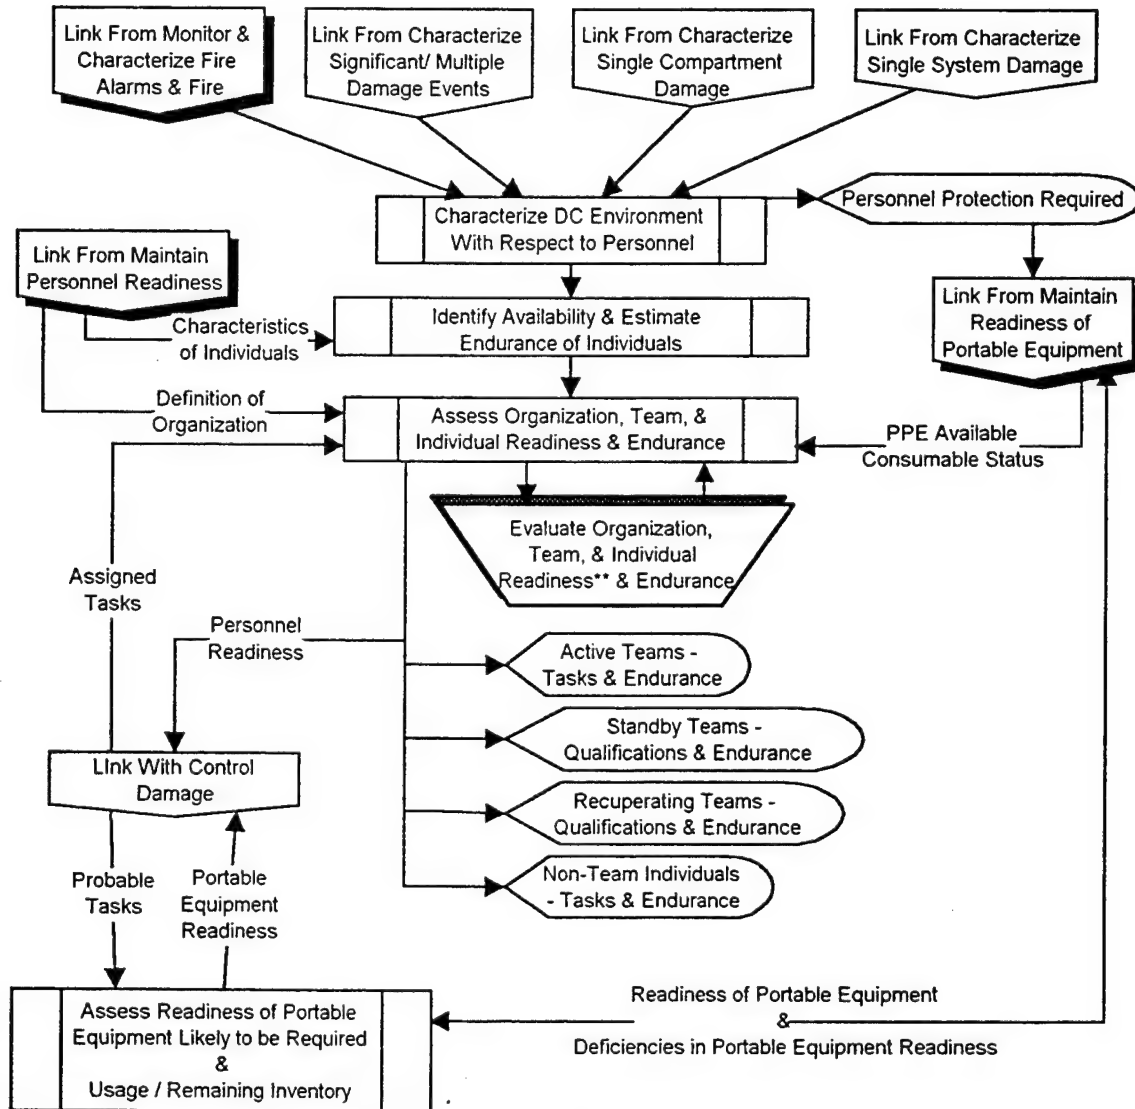 Link From Monitor &
Characterize Fire
Alarms & Fire
Link From Characterize
Significant/ Multiple
Damage Events
Link From Characterize
Single Compartment
Damage
Link From Characterize
Single System Damage
Characterize DC Environment
With Respect to Personnel
Personnel Protection Required
Link From Maintain
Personnel Readiness
Link From Maintain
Readiness of
Portable Equipment
Characteristics
of Individuals
Identify Availability & Estimate
Endurance of Individuals
Definition of
Organization
Assess Organization, Team, &
Individual Readiness & Endurance
PPE Available
Consumable Status
Evaluate Organization,
Team, & Individual
Readiness** & Endurance
Assigned
Tasks
Personnel
Readiness
Active Teams -
Tasks & Endurance
Standby Teams -
Qualifications & Endurance
LInk With Control
Damage
Recuperating Teams -
Qualifications & Endurance
Non-Team Individuals
- Tasks & Endurance
Probable
Tasks
Portable
Equipment
Readiness
Assess Readiness of Portable
Equipment Likely to be Required
&
Usage / Remaining Inventory
Readiness of Portable Equipment
&
Deficiencies in Portable Equipment Readiness